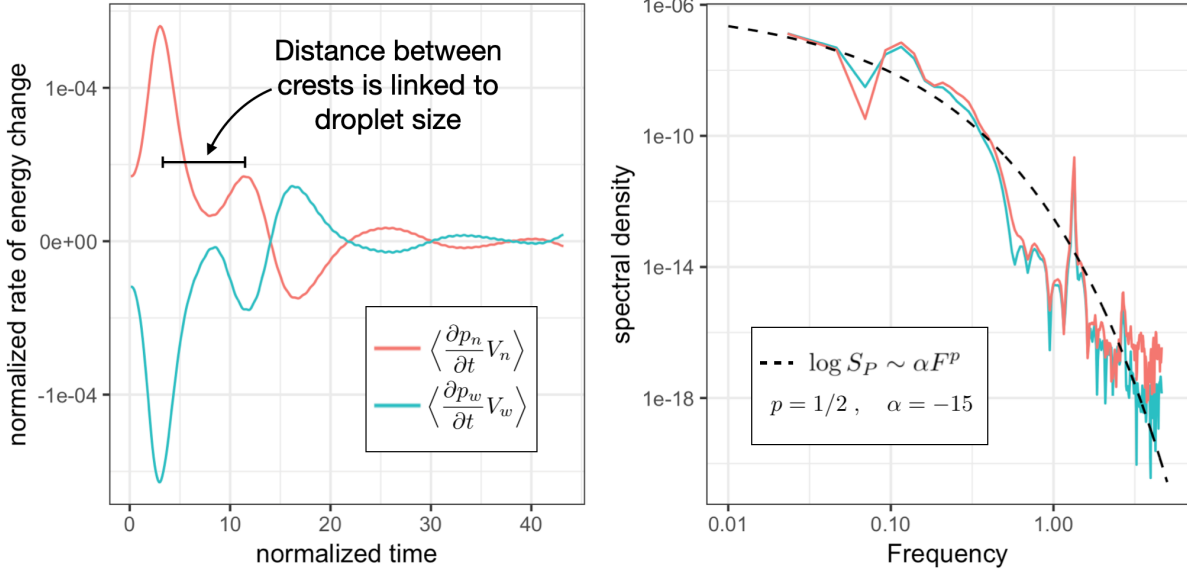 normalized rate of energy change
1e-04
0e+00
-1e-04
Distance between
crests is linked to
droplet size
⟨∂pₙ/∂t Vₙ⟩
⟨∂p_w/∂t V_w⟩
0 10 20 30 40
normalized time
spectral density
1e-06
1e-10
1e-14
1e-18
log S_P ∼ αF^p
p = 1/2 , α = −15
0.01 0.10 1.00
Frequency